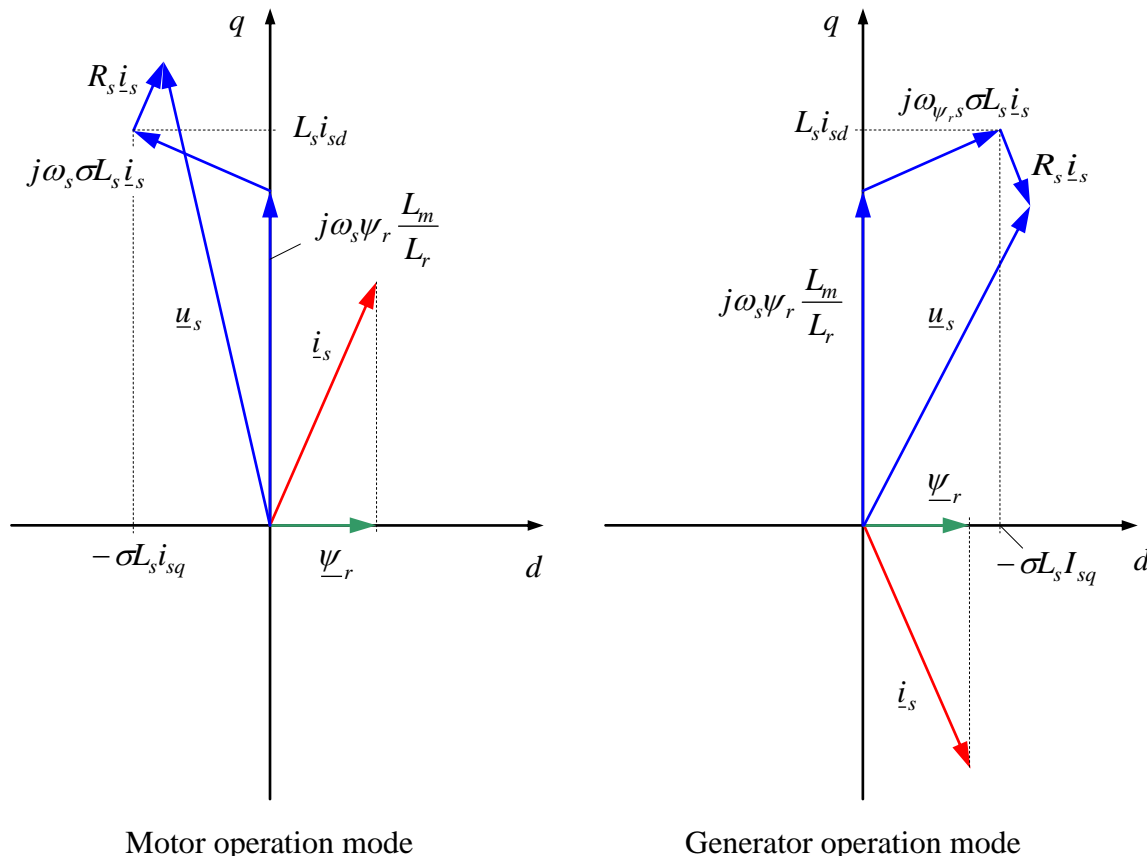 q
R_s i_s
L_s i_sd
jω_s σL_s i_s
jω_s ψ_r L_m/L_r
u_s
i_s
−σL_s i_sq
ψ_r
d
Motor operation mode
q
jω_ψ_r s σL_s i_s
L_s i_sd
R_s i_s
jω_s ψ_r L_m/L_r
u_s
ψ_r
−σL_s I_sq
d
i_s
Generator operation mode